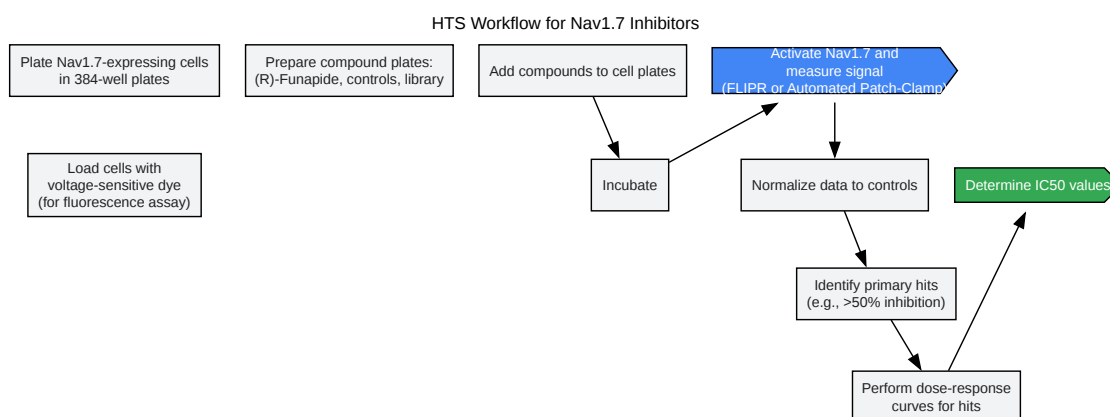 HTS Workflow for Nav1.7 Inhibitors
Plate Nav1.7-expressing cells
in 384-well plates
Prepare compound plates:
(R)-Funapide, controls, library
Add compounds to cell plates
Activate Nav1.7 and
measure signal
(FLIPR or Automated Patch-Clamp)
Load cells with
voltage-sensitive dye
(for fluorescence assay)
Incubate
Normalize data to controls
Determine IC50 values
Identify primary hits
(e.g., >50% inhibition)
Perform dose-response
curves for hits